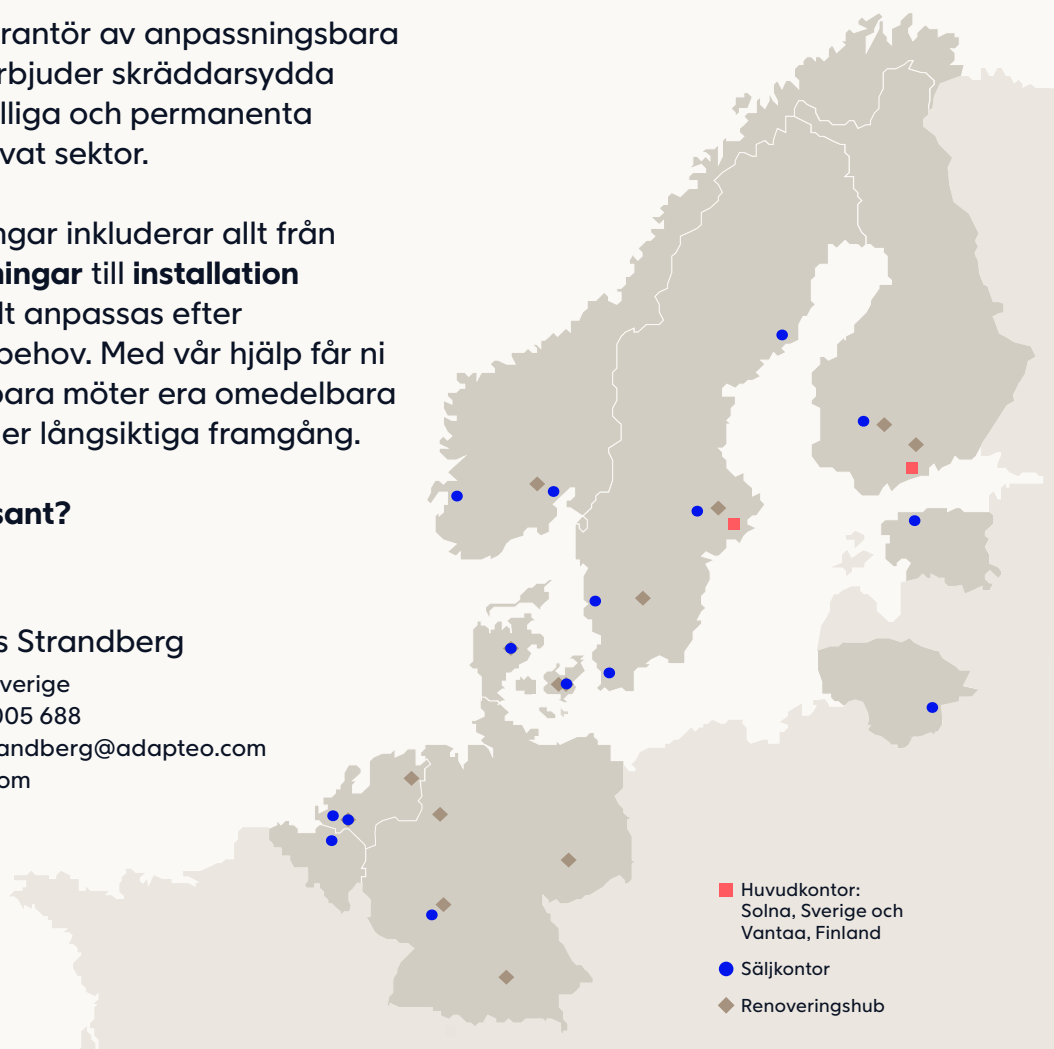 rantör av anpassningsbara
rbjuder skräddarsydda
lliga och permanenta
vat sektor.
ngar inkluderar allt från
ningar till installation
lt anpassas efter
behov. Med vår hjälp får ni
bara möter era omedelbara
er långsiktiga framgång.
sant?
s Strandberg
verige
005 688
andberg@adapteo.com
om
Huvudkontor:
Solna, Sverige och
Vantaa, Finland
Säljkontor
Renoveringshub